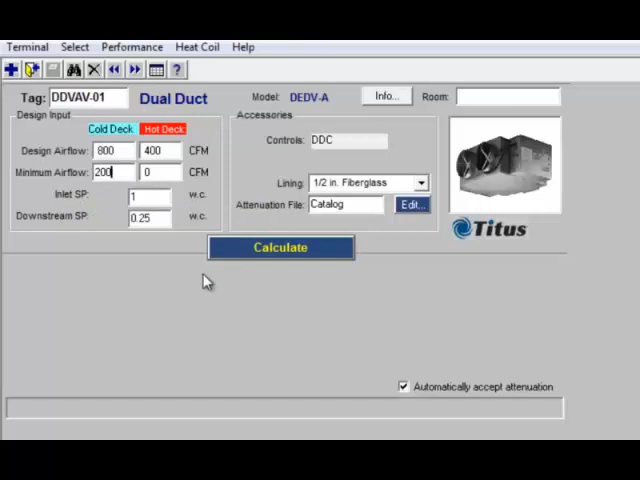 Terminal Select Performance Heat Coil Help
Tag: DDVAV-01 Dual Duct Model: DEDV-A Info... Room:
Design Input Accessories
Cold Deck Hot Deck
Controls: DDC
Design Airflow: 800 400 CFM
Minimum Airflow: 200 0 CFM
Lining: 1/2 in. Fiberglass
Inlet SP: 1 w.c.
Attenuation File: Catalog Edit...
Downstream SP: 0.25 w.c.
Titus
Calculate
Automatically accept attenuation